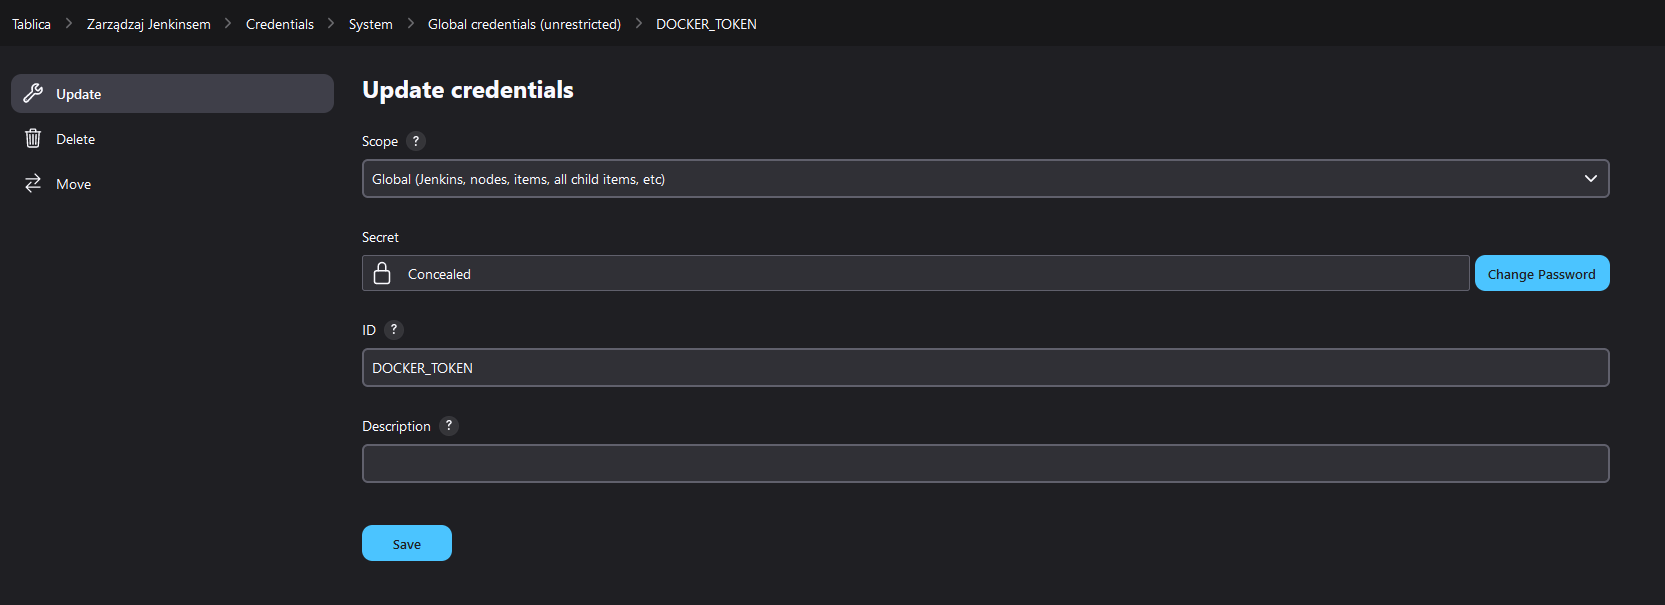 Tablica > Zarządzaj Jenkinsem > Credentials > System > Global credentials (unrestricted) > DOCKER_TOKEN
Update
Delete
Move
Update credentials
Scope ?
Global (Jenkins, nodes, items, all child items, etc)
Secret
Concealed
Change Password
ID ?
DOCKER_TOKEN
Description ?
Save